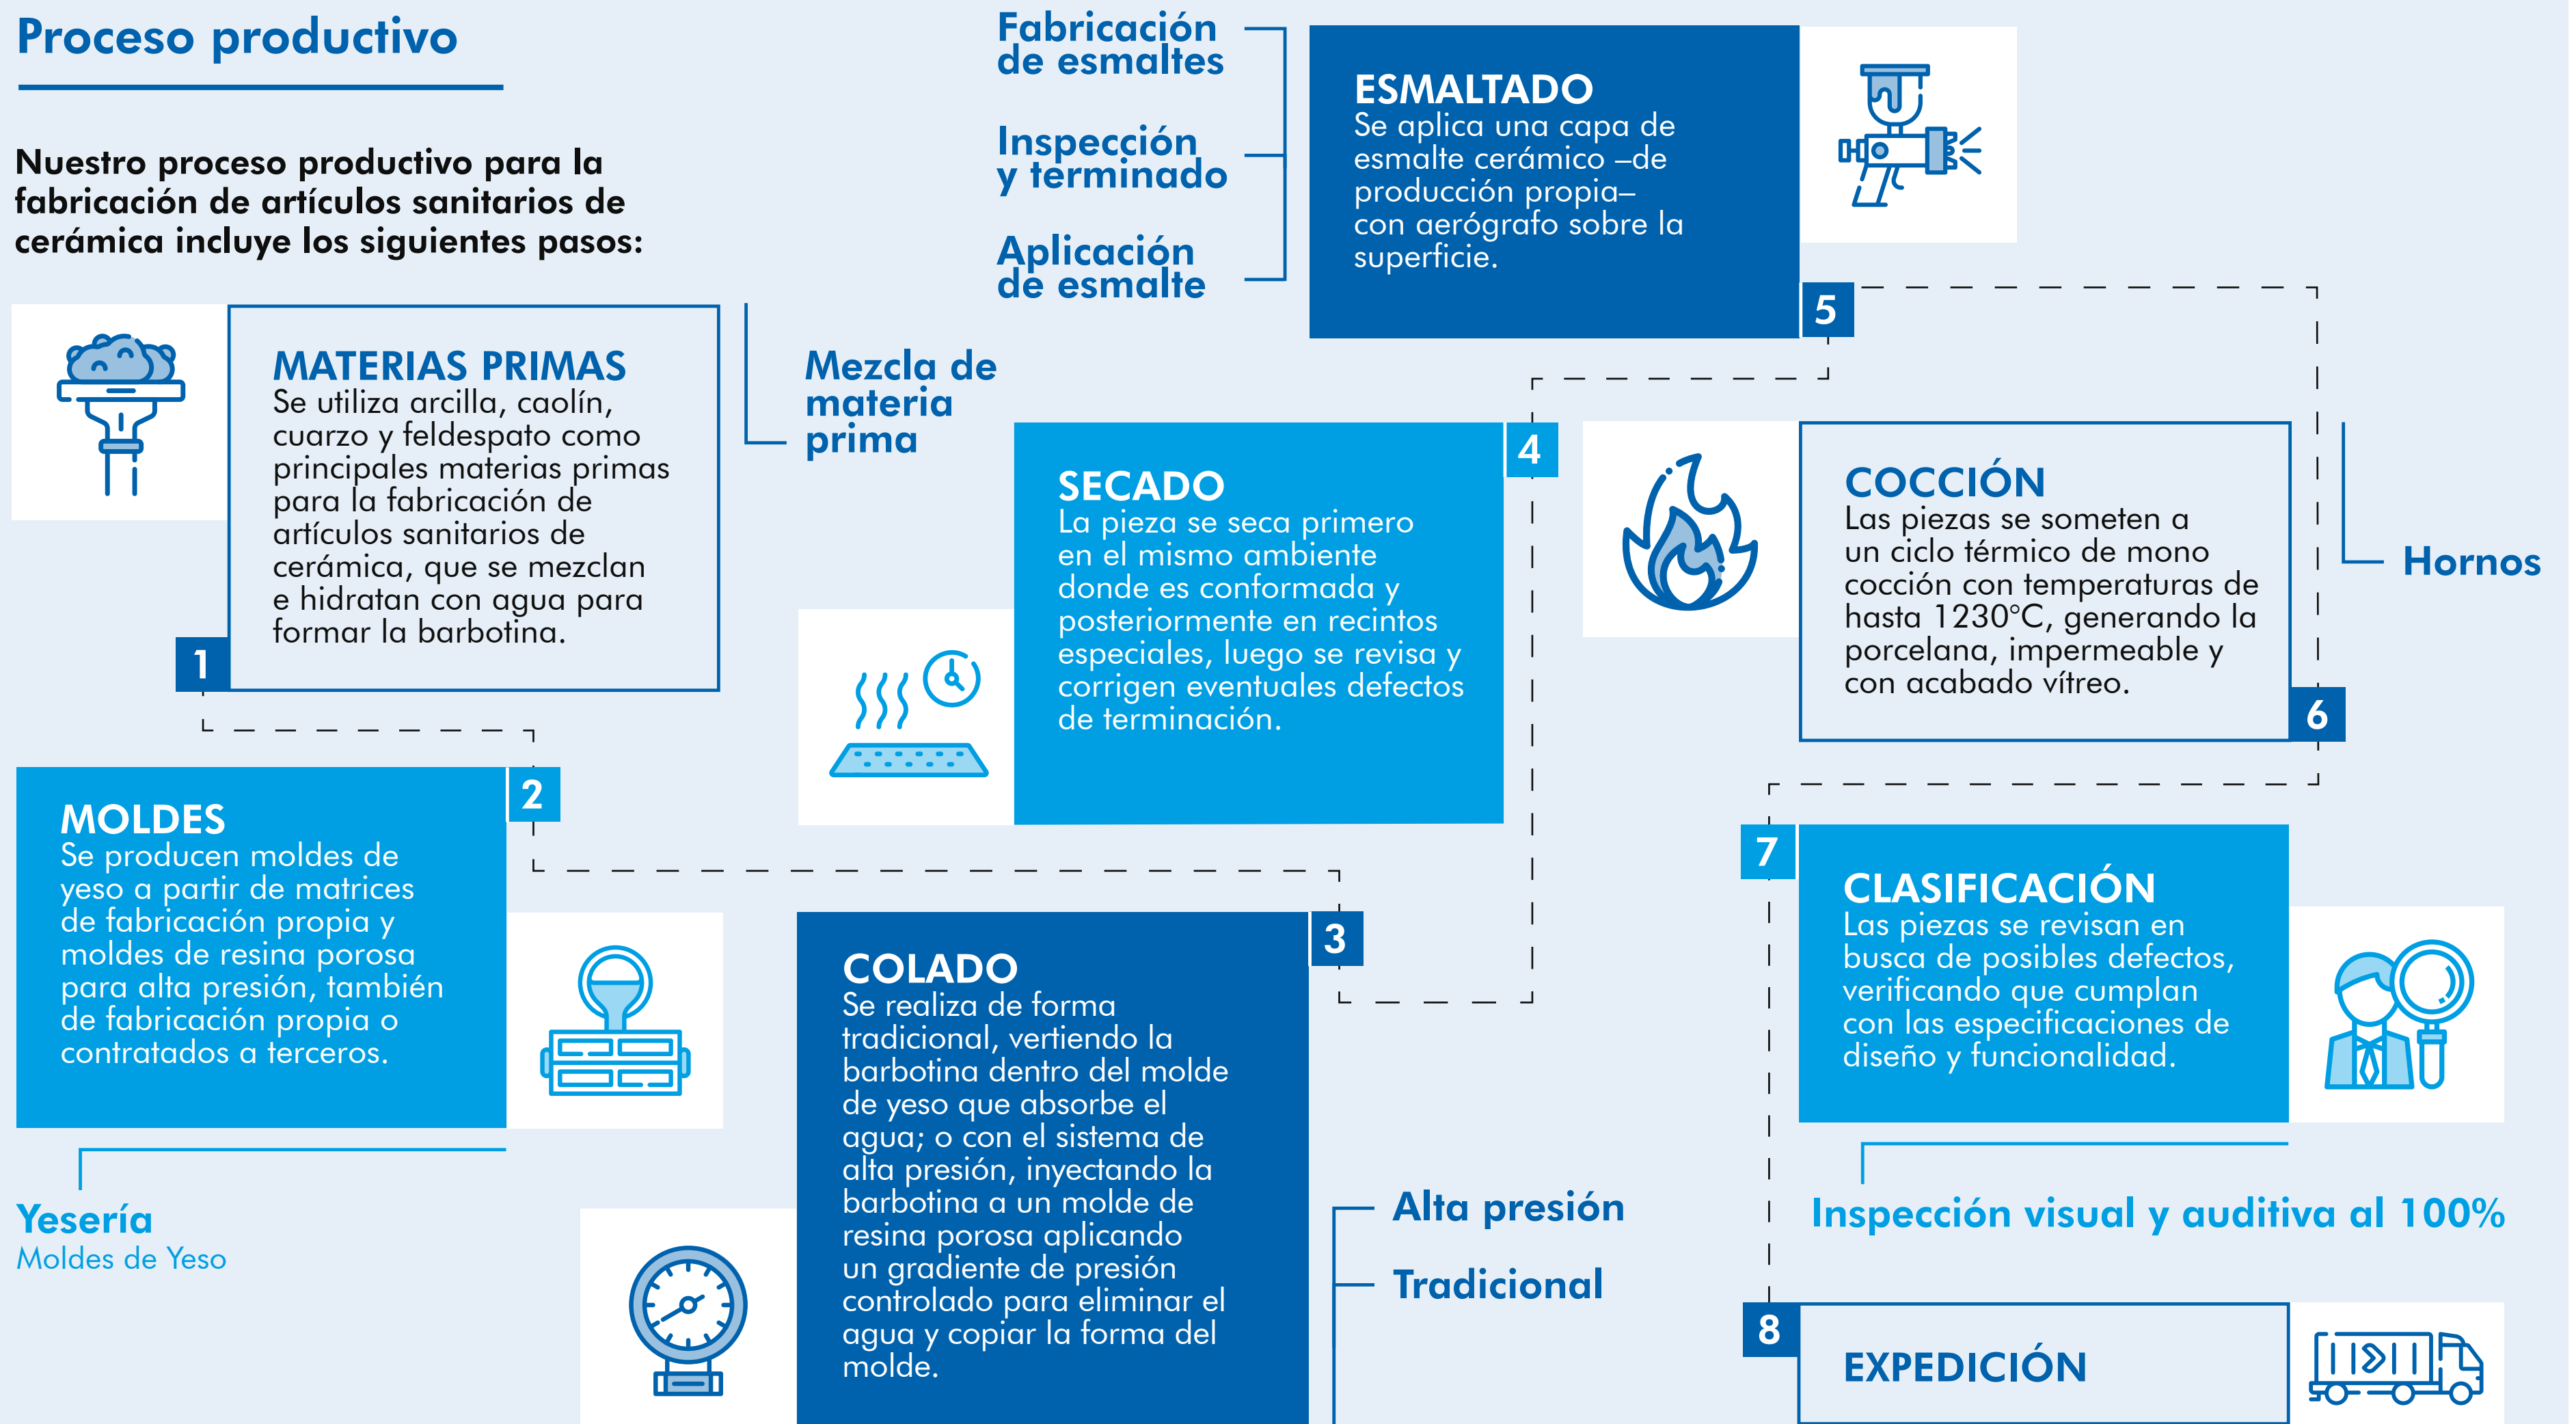 Proceso productivo
Nuestro proceso productivo para la
fabricación de artículos sanitarios de
cerámica incluye los siguientes pasos:
1
MATERIAS PRIMAS
Se utiliza arcilla, caolín,
cuarzo y feldespato como
principales materias primas
para la fabricación de
artículos sanitarios de
cerámica, que se mezclan
e hidratan con agua para
formar la barbotina.
Mezcla de
materia
prima
2
MOLDES
Se producen moldes de
yeso a partir de matrices
de fabricación propia y
moldes de resina porosa
para alta presión, también
de fabricación propia o
contratados a terceros.
Yesería
Moldes de Yeso
3
COLADO
Se realiza de forma
tradicional, vertiendo la
barbotina dentro del molde
de yeso que absorbe el
agua; o con el sistema de
alta presión, inyectando la
barbotina a un molde de
resina porosa aplicando
un gradiente de presión
controlado para eliminar el
agua y copiar la forma del
molde.
Alta presión
Tradicional
4
SECADO
La pieza se seca primero
en el mismo ambiente
donde es conformada y
posteriormente en recintos
especiales, luego se revisa y
corrigen eventuales defectos
de terminación.
Fabricación
de esmaltes
Inspección
y terminado
Aplicación
de esmalte
5
ESMALTADO
Se aplica una capa de
esmalte cerámico –de
producción propia–
con aerógrafo sobre la
superficie.
6
COCCIÓN
Las piezas se someten a
un ciclo térmico de mono
cocción con temperaturas de
hasta 1230°C, generando la
porcelana, impermeable y
con acabado vítreo.
Hornos
7
CLASIFICACIÓN
Las piezas se revisan en
busca de posibles defectos,
verificando que cumplan
con las especificaciones de
diseño y funcionalidad.
Inspección visual y auditiva al 100%
8
EXPEDICIÓN